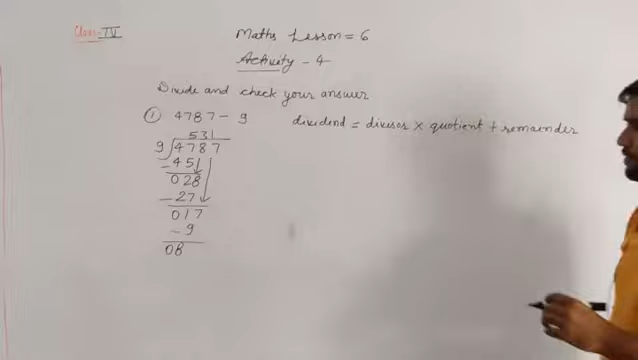 Class-IV
Maths Lesson = 6
Activity - 4
Divide and check your answer
① 4787 - 9
dividend = divisor × quotient + remainder
531
9)4787
-45
028
-27
017
-9
08